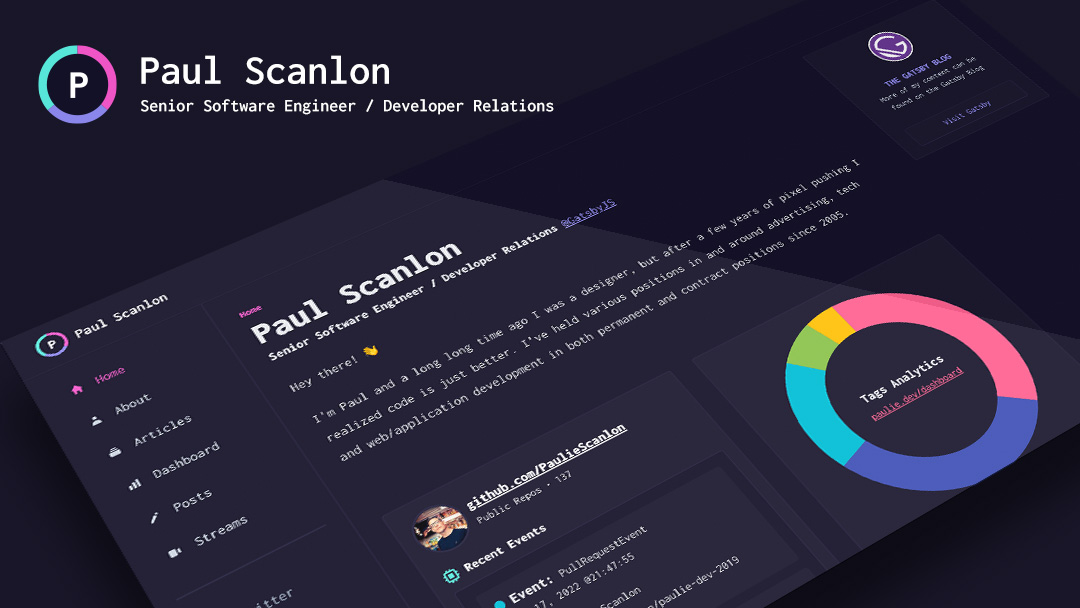 P
Paul Scanlon
Senior Software Engineer / Developer Relations
THE GATSBY BLOG
More of my content can be
found on the Gatsby Blog
Visit Gatsby
P
Paul Scanlon
Home
About
Articles
Dashboard
Posts
Streams
Home
Paul Scanlon
Senior Software Engineer / Developer Relations @GatsbyJS
Hey there! 👋
I'm Paul and a long long time ago I was a designer, but after a few years of pixel pushing I
realized code is just better. I've held various positions in and around advertising, tech
and web/application development in both permanent and contract positions since 2005.
github.com/PaulieScanlon
Public Repos • 137
Recent Events
Event: PullRequestEvent
17, 2022 @21:47:55
/paulie-dev-2019
Tags Analytics
paulie.dev/dashboard